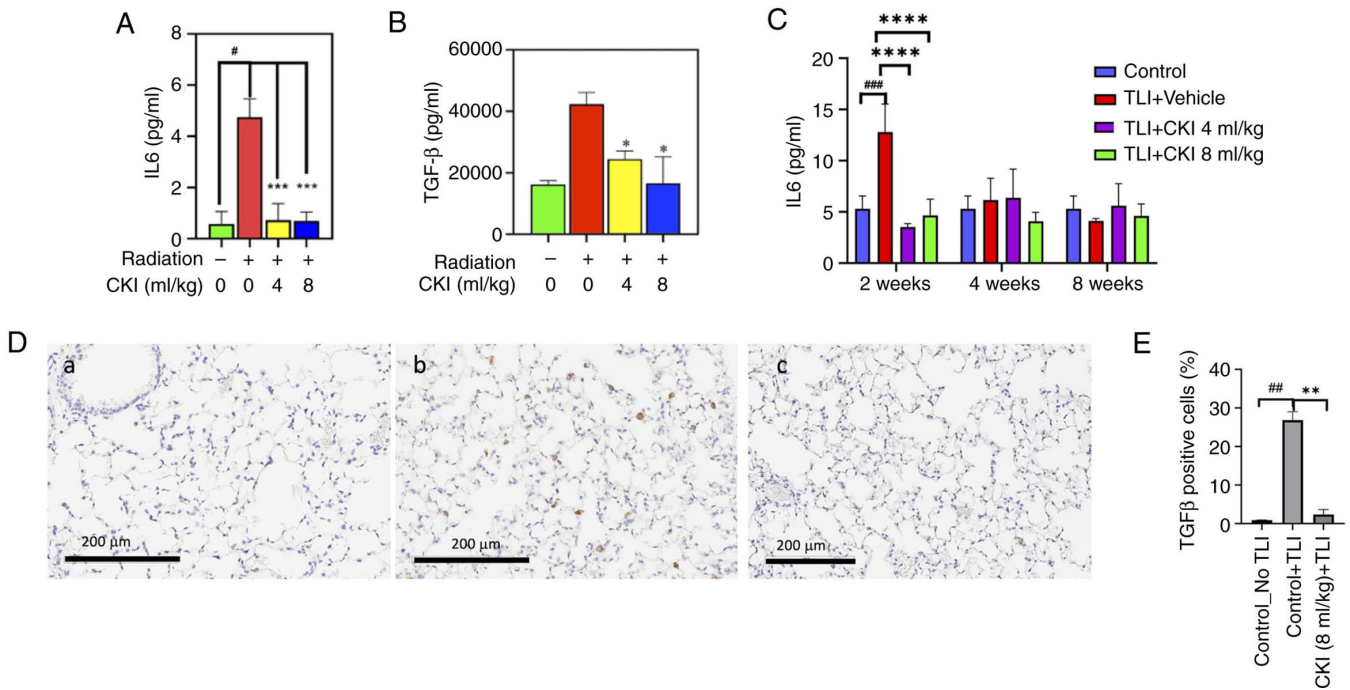 A
8
6
4
2
0
IL6 (pg/ml)
#
*** ***
Radiation − + + +
CKI (ml/kg) 0 0 4 8
B
60000
40000
20000
0
TGF-β (pg/ml)
* *
Radiation − + + +
CKI (ml/kg) 0 0 4 8
C
20
15
10
5
0
IL6 (pg/ml)
****
****
###
Control
TLI+Vehicle
TLI+CKI 4 ml/kg
TLI+CKI 8 ml/kg
2 weeks 4 weeks 8 weeks
D
a
200 μm
b
200 μm
c
200 μm
E
40
30
20
10
0
TGFβ positive cells (%)
## **
Control_No TLI
Control+TLI
CKI (8 ml/kg)+TLI